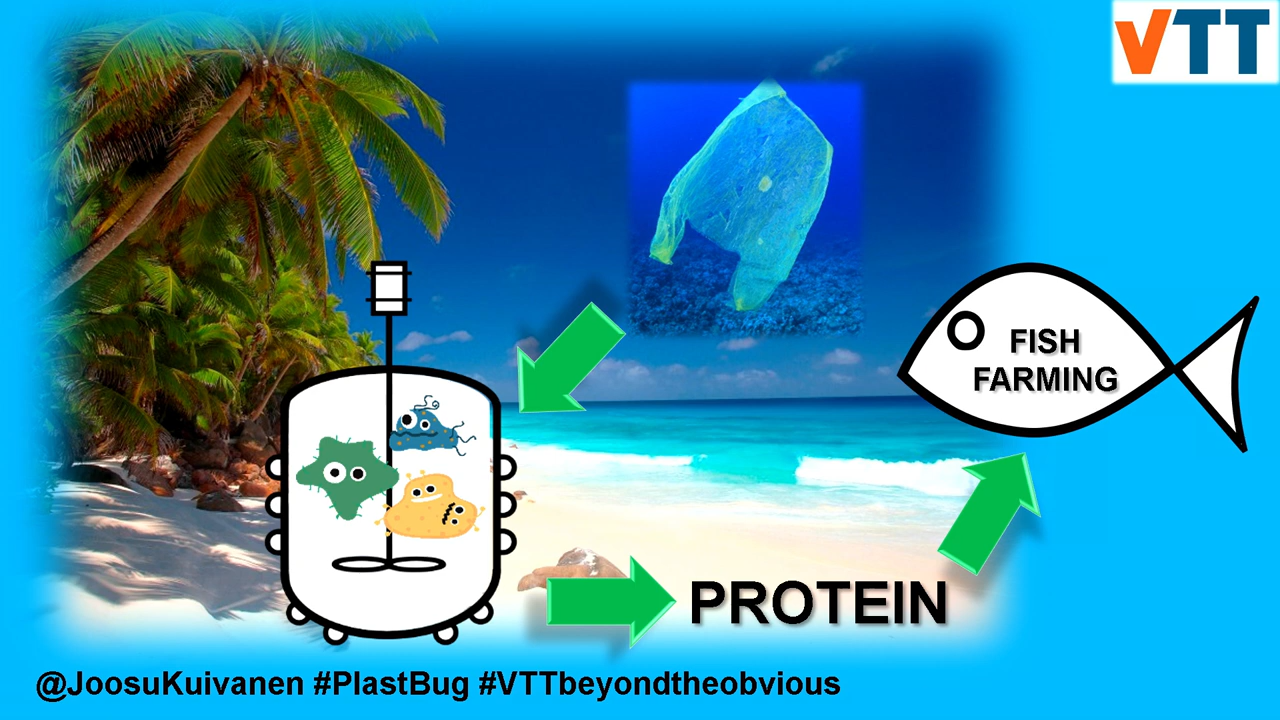 VTT
FISH
FARMING
PROTEIN
@JoosuKuivanen #PlastBug #VTTbeyondtheobvious